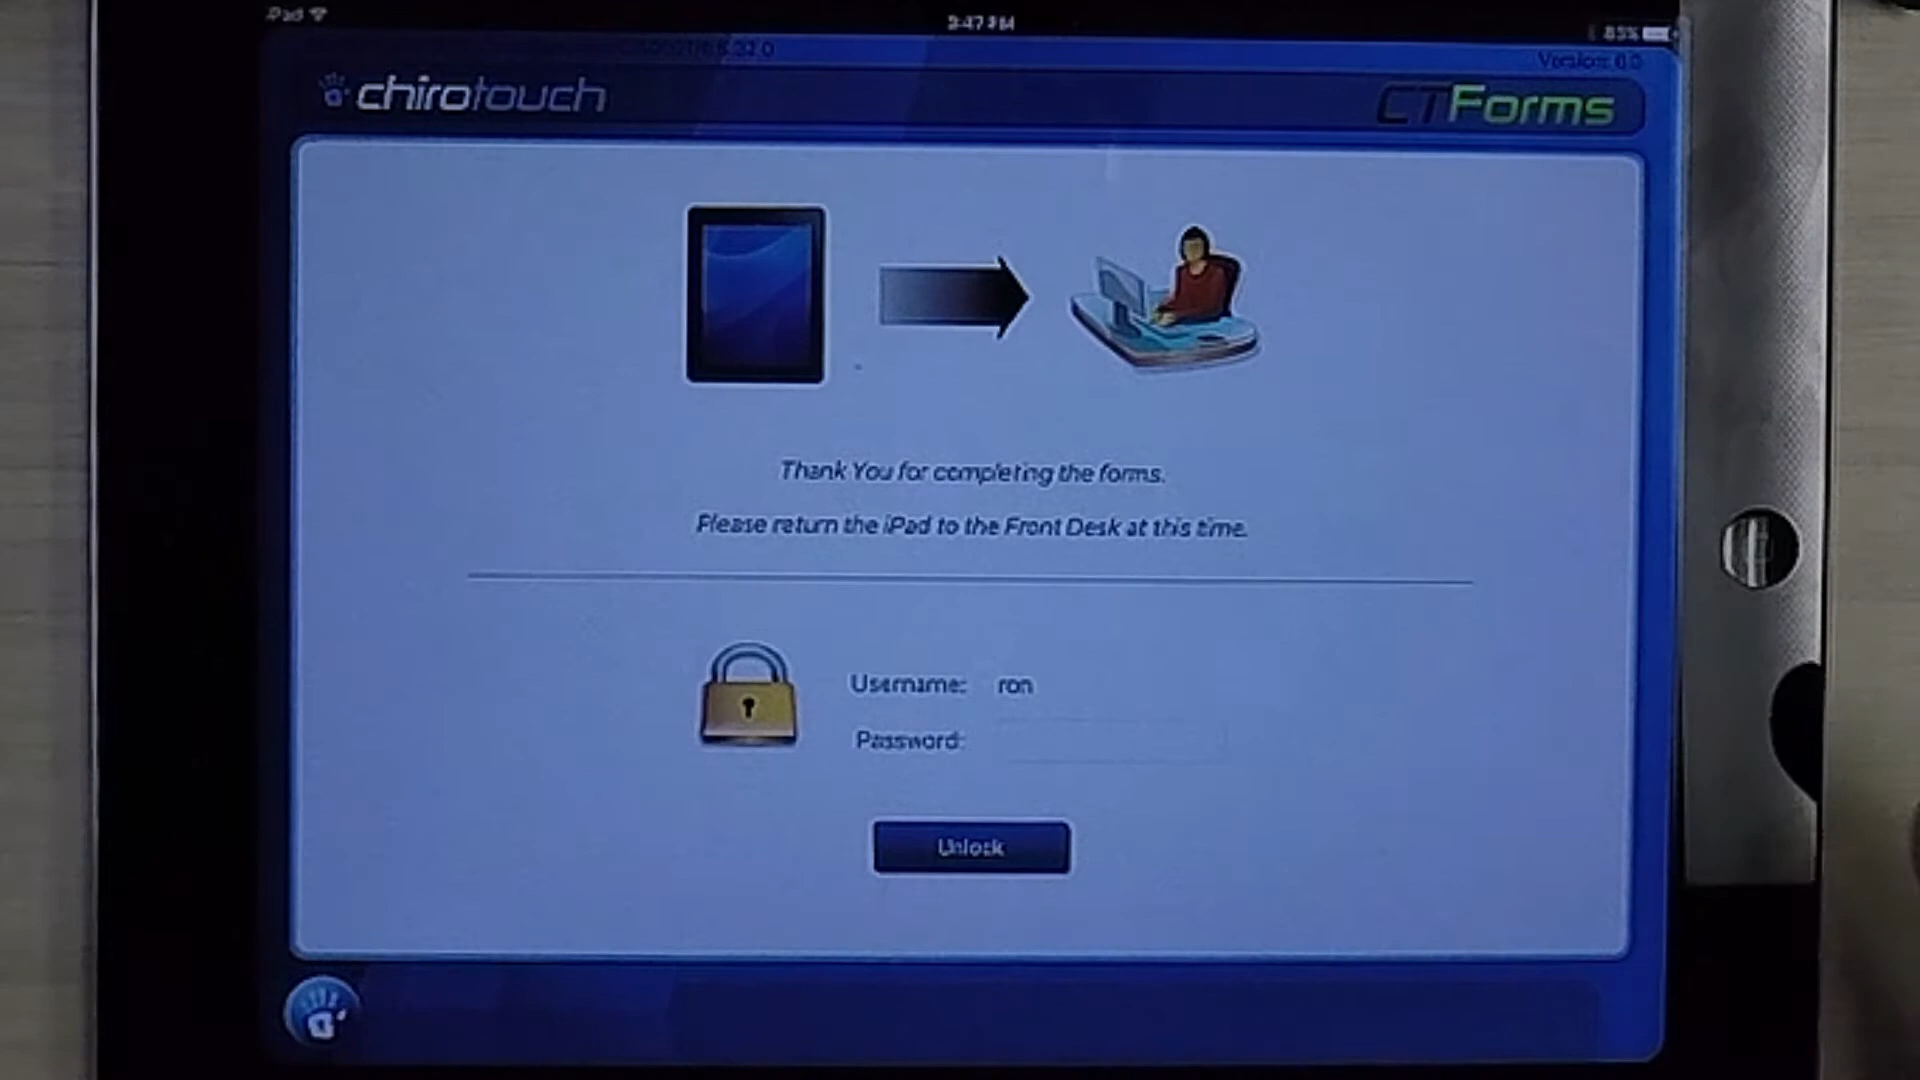 iPad
3:47 PM
85%
chirotouch
CTForms
Thank You for completing the forms.
Please return the iPad to the Front Desk at this time.
Username: ron
Password:
Unlock